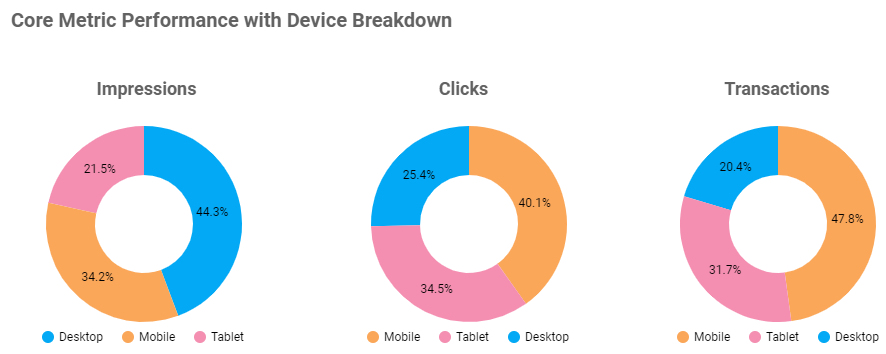 Core Metric Performance with Device Breakdown
Impressions
21.5%
44.3%
34.2%
Desktop Mobile Tablet
Clicks
25.4%
40.1%
34.5%
Mobile Tablet Desktop
Transactions
20.4%
47.8%
31.7%
Mobile Tablet Desktop